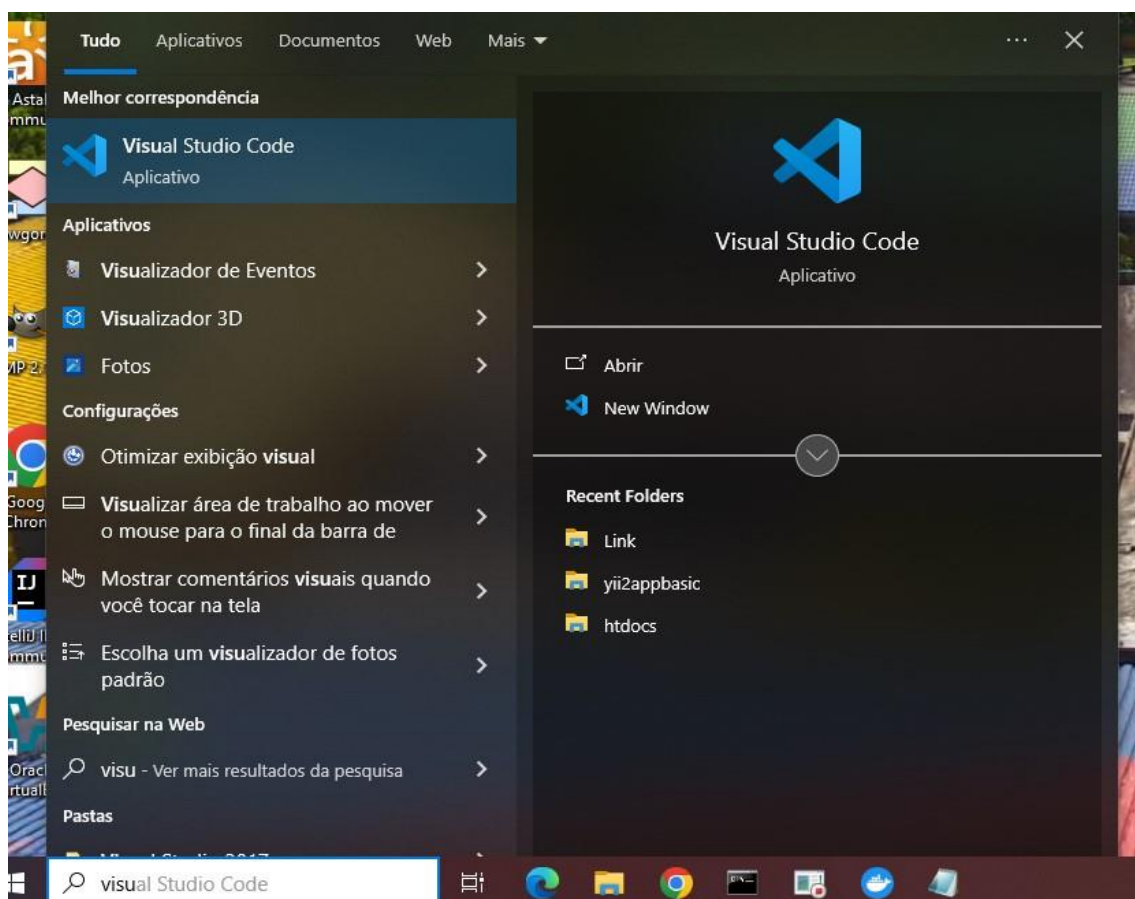 Tudo Aplicativos Documentos Web Mais
Melhor correspondência
Visual Studio Code
Aplicativo
Aplicativos
Visualizador de Eventos
Visualizador 3D
Fotos
Configurações
Otimizar exibição visual
Visualizar área de trabalho ao mover
o mouse para o final da barra de
Mostrar comentários visuais quando
você tocar na tela
Escolha um visualizador de fotos
padrão
Pesquisar na Web
visu - Ver mais resultados da pesquisa
Pastas
visual Studio Code
Visual Studio Code
Aplicativo
Abrir
New Window
Recent Folders
Link
yii2appbasic
htdocs